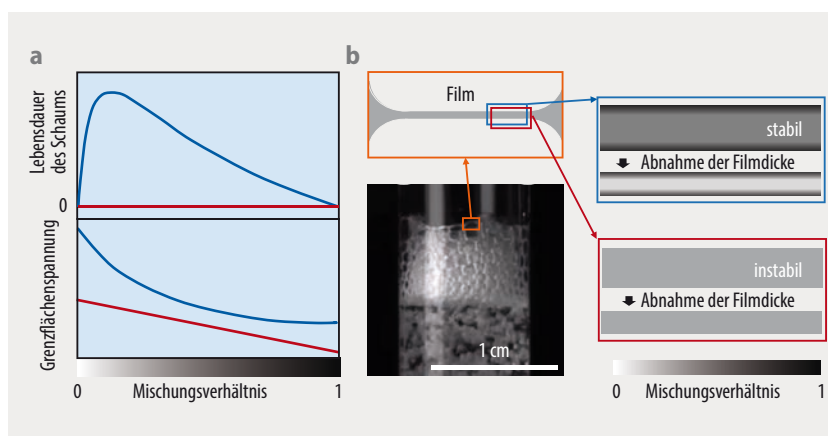 a
Lebensdauer
des Schaums
0
Grenzflächenspannung
0 Mischungsverhältnis 1
b
Film
1 cm
stabil
Abnahme der Filmdicke
instabil
Abnahme der Filmdicke
0 Mischungsverhältnis 1